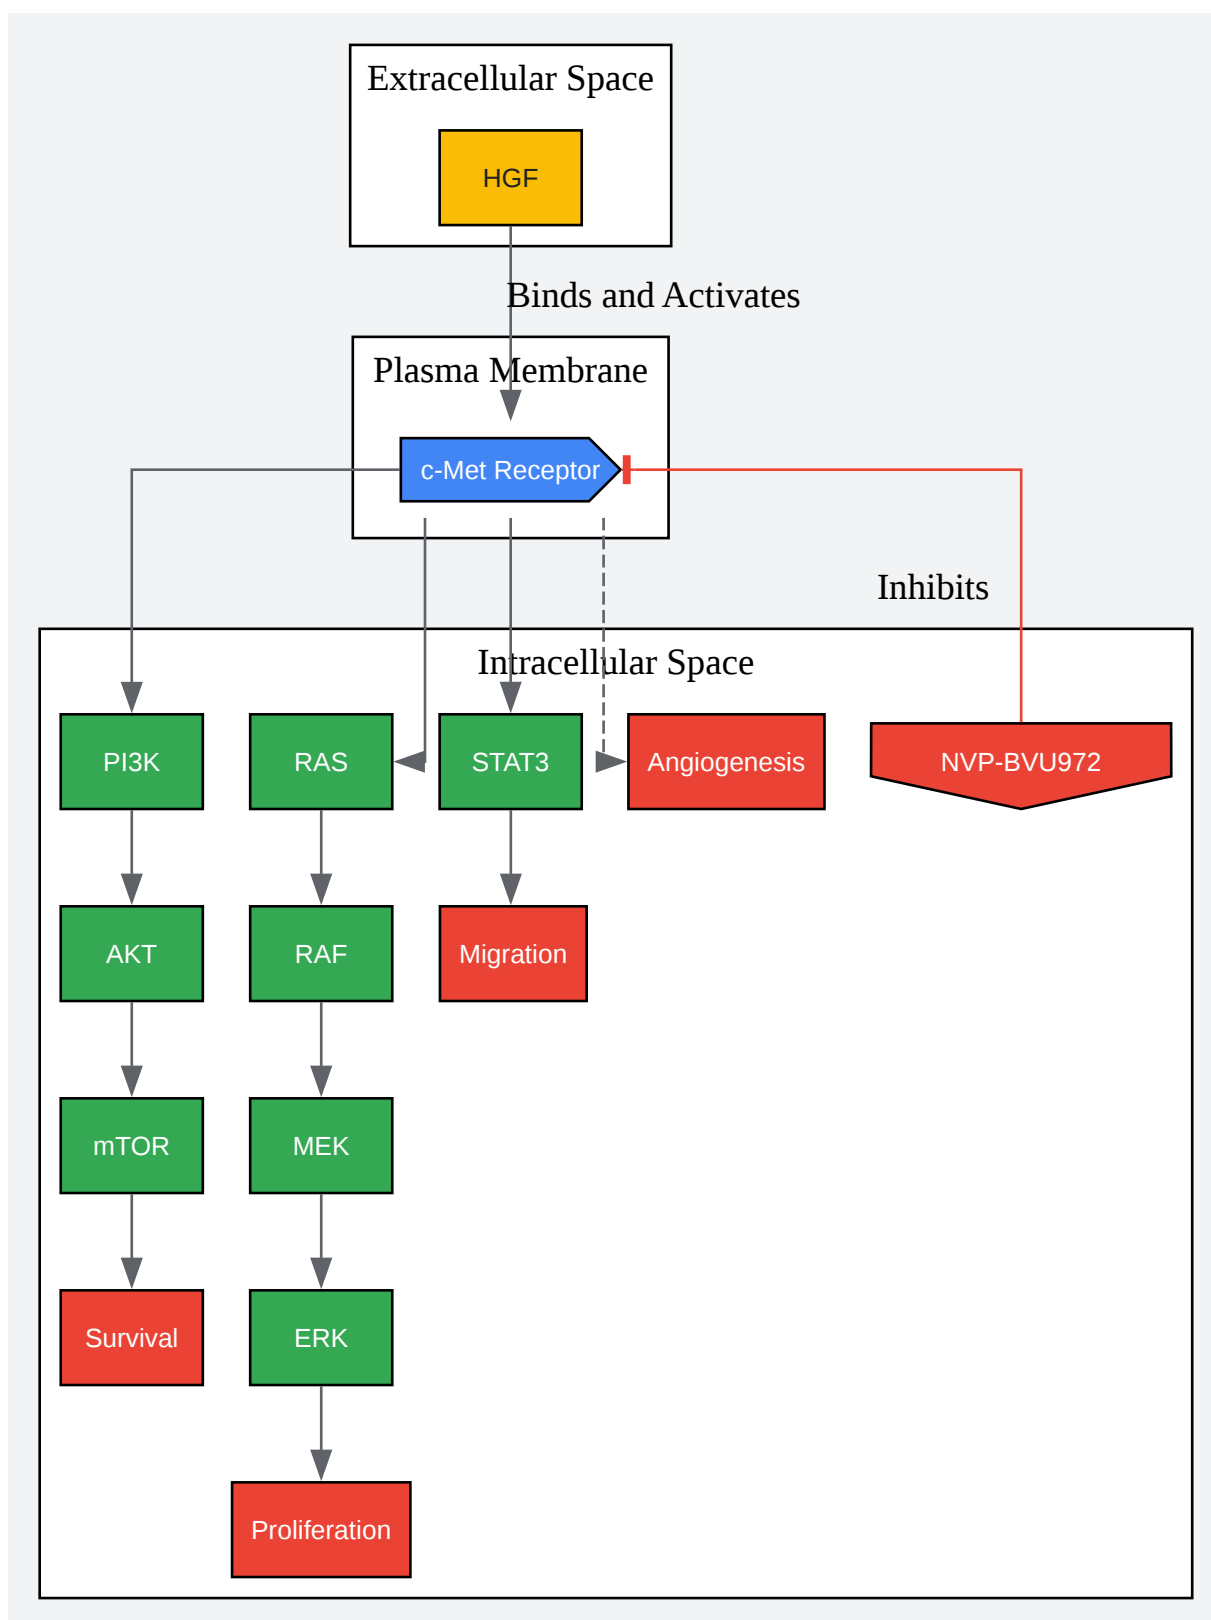 Extracellular Space
HGF
Binds and Activates
Plasma Membrane
c-Met Receptor
Inhibits
Intracellular Space
PI3K
RAS
STAT3
Angiogenesis
NVP-BVU972
AKT
RAF
Migration
mTOR
MEK
Survival
ERK
Proliferation